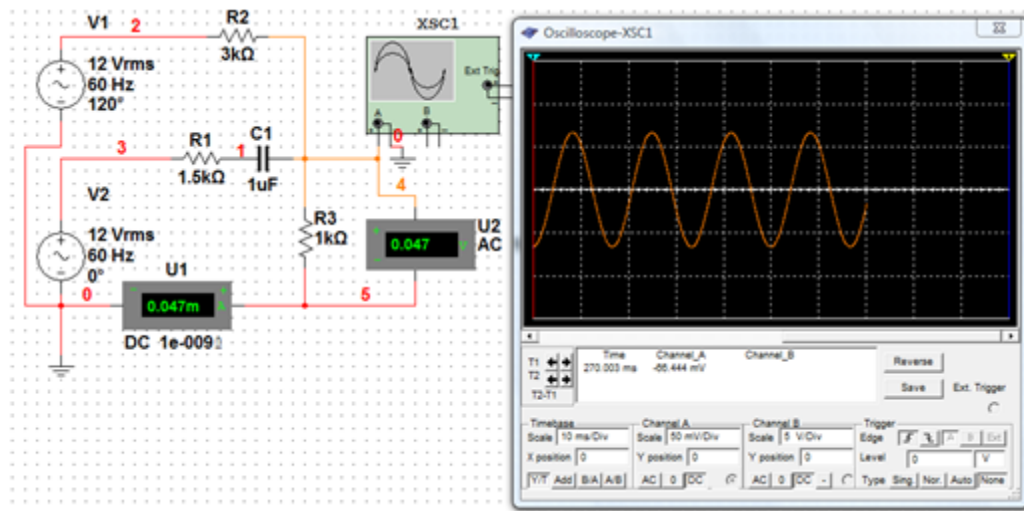 V1
2
R2
3kΩ
12 Vrms
60 Hz
120°
XSC1
Ext Trig
A
B
0
3
R1
1.5kΩ
1
C1
1uF
4
V2
12 Vrms
60 Hz
0°
R3
1kΩ
U2
AC
0.047
V
U1
0
0.047m
A
5
DC 1e-009Ω
Oscilloscope-XSC1
T1
T2
T2-T1
Time Channel_A Channel_B
270.003 ms -66.444 mV
Reverse
Save
Ext. Trigger
Timebase
Scale 10 ms/Div
X position 0
Y/T Add B/A A/B
Channel A
Scale 50 mV/Div
Y position 0
AC 0 DC
Channel B
Scale 5 V/Div
Y position 0
AC 0 DC -
Trigger
Edge A B Ext
Level 0 V
Type Sing. Nor. Auto None